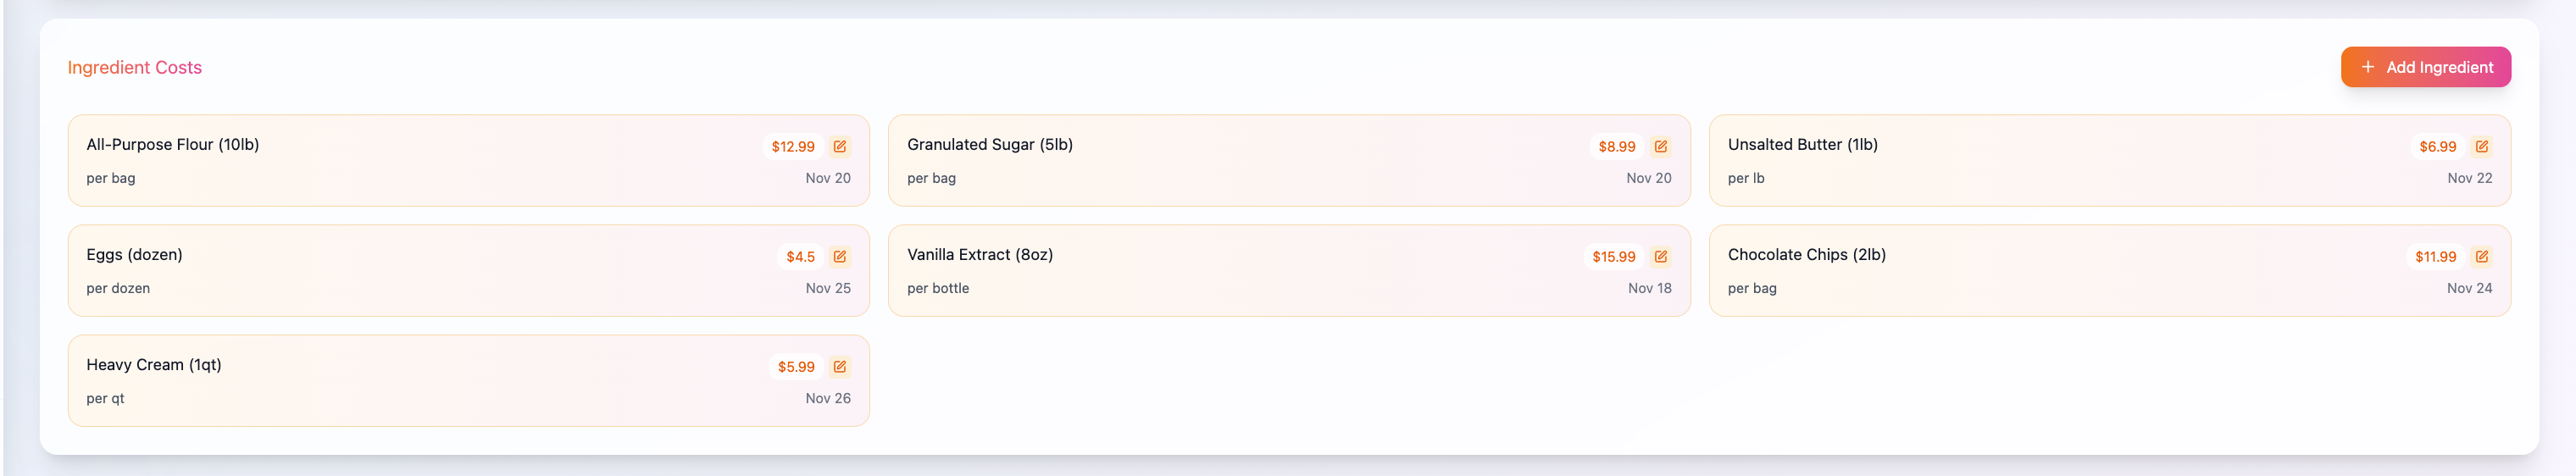 Ingredient Costs
Add Ingredient
All-Purpose Flour (10lb)
$12.99
per bag
Nov 20
Granulated Sugar (5lb)
$8.99
per bag
Nov 20
Unsalted Butter (1lb)
$6.99
per lb
Nov 22
Eggs (dozen)
$4.5
per dozen
Nov 25
Vanilla Extract (8oz)
$15.99
per bottle
Nov 18
Chocolate Chips (2lb)
$11.99
per bag
Nov 24
Heavy Cream (1qt)
$5.99
per qt
Nov 26